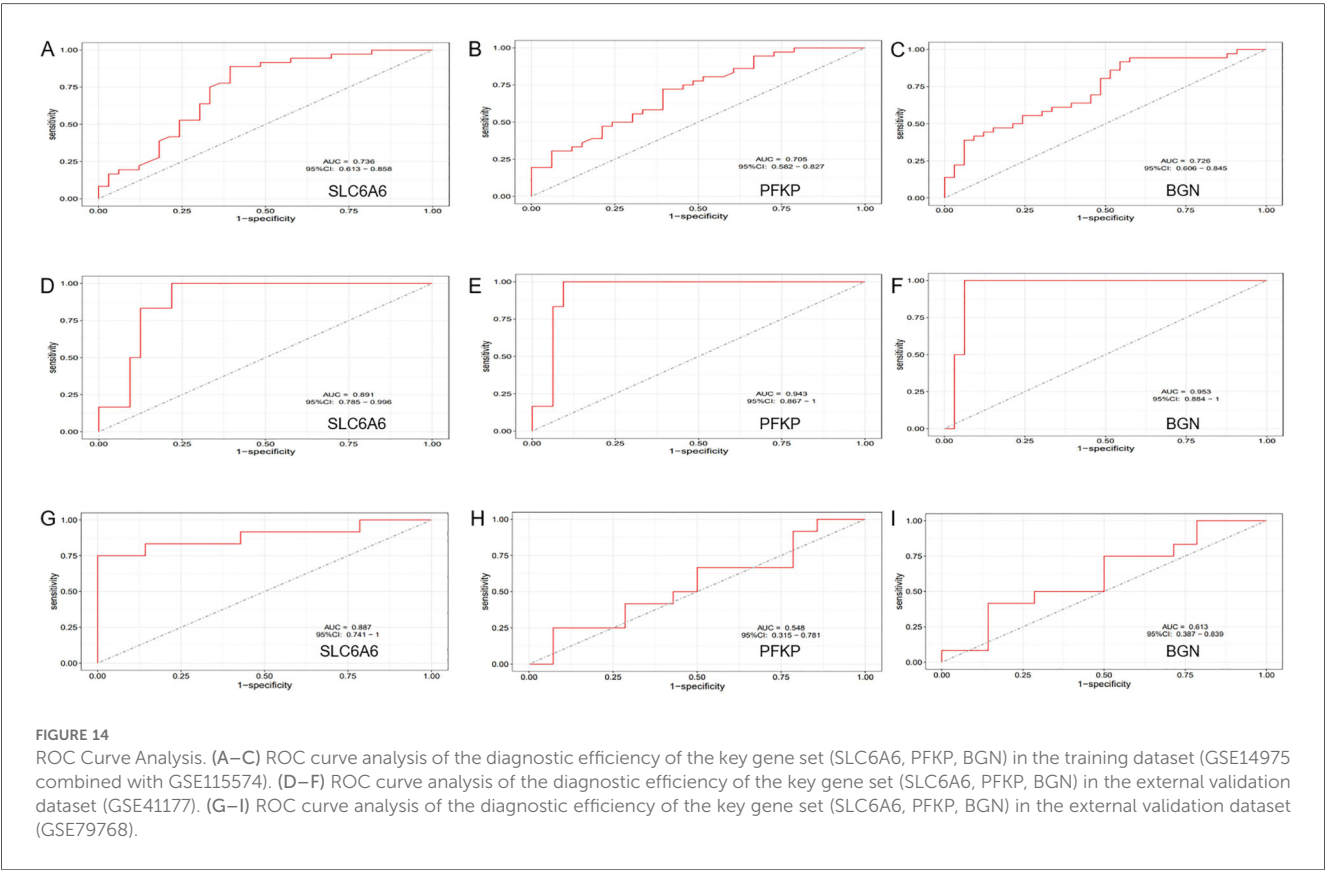 A
1.00
0.75
0.50
0.25
0.00
sensitivity
AUC = 0.736
95%CI: 0.613 − 0.858
SLC6A6
0.00 0.25 0.50 0.75 1.00
1−specificity
B
1.00
0.75
0.50
0.25
0.00
sensitivity
AUC = 0.705
95%CI: 0.582 − 0.827
PFKP
0.00 0.25 0.50 0.75 1.00
1−specificity
C
1.00
0.75
0.50
0.25
0.00
sensitivity
AUC = 0.726
95%CI: 0.606 − 0.845
BGN
0.00 0.25 0.50 0.75 1.00
1−specificity
D
1.00
0.75
0.50
0.25
0.00
sensitivity
AUC = 0.891
95%CI: 0.785 − 0.996
SLC6A6
0.00 0.25 0.50 0.75 1.00
1−specificity
E
1.00
0.75
0.50
0.25
0.00
sensitivity
AUC = 0.943
95%CI: 0.867 − 1
PFKP
0.00 0.25 0.50 0.75 1.00
1−specificity
F
1.00
0.75
0.50
0.25
0.00
sensitivity
AUC = 0.953
95%CI: 0.884 − 1
BGN
0.00 0.25 0.50 0.75 1.00
1−specificity
G
1.00
0.75
0.50
0.25
0.00
sensitivity
AUC = 0.887
95%CI: 0.741 − 1
SLC6A6
0.00 0.25 0.50 0.75 1.00
1−specificity
H
1.00
0.75
0.50
0.25
0.00
sensitivity
AUC = 0.548
95%CI: 0.315 − 0.781
PFKP
0.00 0.25 0.50 0.75 1.00
1−specificity
I
1.00
0.75
0.50
0.25
0.00
sensitivity
AUC = 0.613
95%CI: 0.387 − 0.839
BGN
0.00 0.25 0.50 0.75 1.00
1−specificity
FIGURE 14
ROC Curve Analysis. (A–C) ROC curve analysis of the diagnostic efficiency of the key gene set (SLC6A6, PFKP, BGN) in the training dataset (GSE14975
combined with GSE115574). (D–F) ROC curve analysis of the diagnostic efficiency of the key gene set (SLC6A6, PFKP, BGN) in the external validation
dataset (GSE41177). (G–I) ROC curve analysis of the diagnostic efficiency of the key gene set (SLC6A6, PFKP, BGN) in the external validation dataset
(GSE79768).